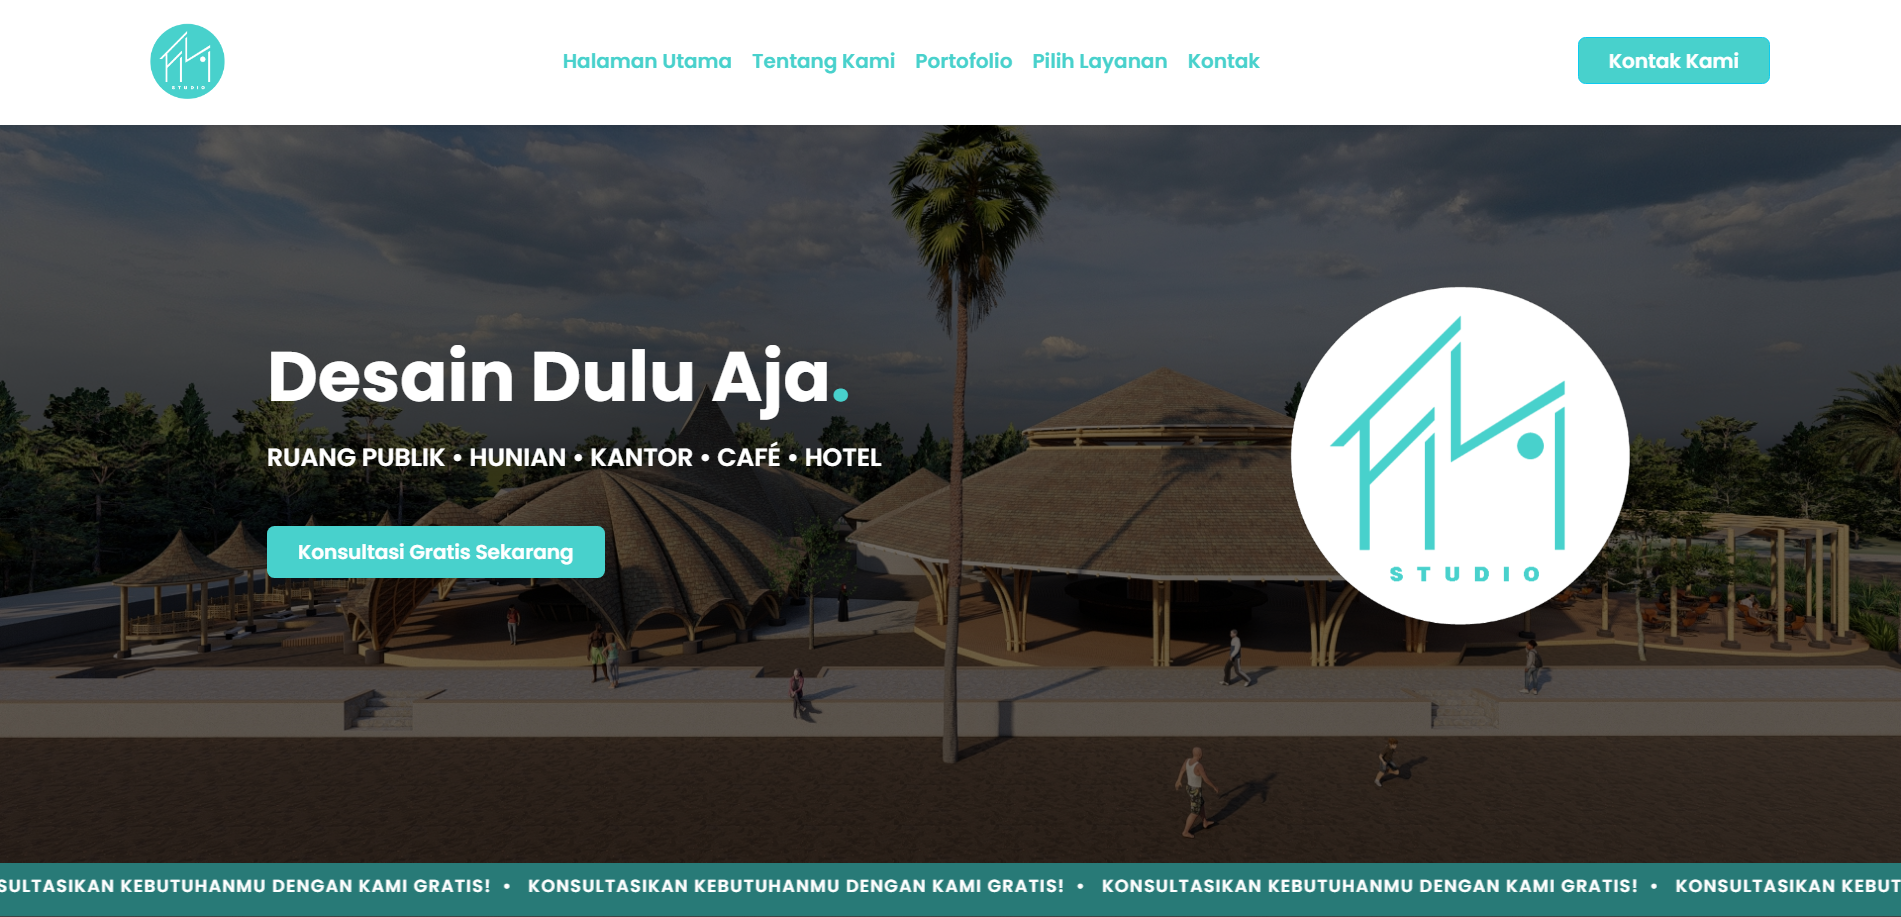 STUDIO
Halaman Utama Tentang Kami Portofolio Pilih Layanan Kontak
Kontak Kami
Desain Dulu Aja.
RUANG PUBLIK • HUNIAN • KANTOR • CAFÉ • HOTEL
Konsultasi Gratis Sekarang
STUDIO
SULTASIKAN KEBUTUHANMU DENGAN KAMI GRATIS! • KONSULTASIKAN KEBUTUHANMU DENGAN KAMI GRATIS! • KONSULTASIKAN KEBUTUHANMU DENGAN KAMI GRATIS! • KONSULTASIKAN KEBUT